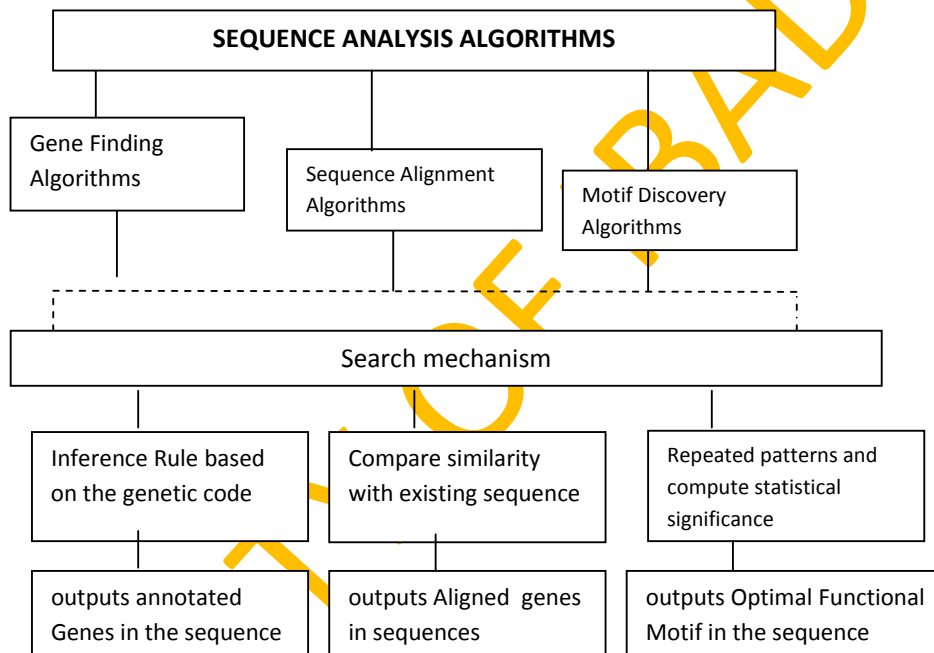 SEQUENCE ANALYSIS ALGORITHMS
Gene Finding
Algorithms
Sequence Alignment
Algorithms
Motif Discovery
Algorithms
Search mechanism
Inference Rule based
on the genetic code
Compare similarity
with existing sequence
Repeated patterns and
compute statistical
significance
outputs annotated
Genes in the sequence
outputs Aligned genes
in sequences
outputs Optimal Functional
Motif in the sequence
OF BAD